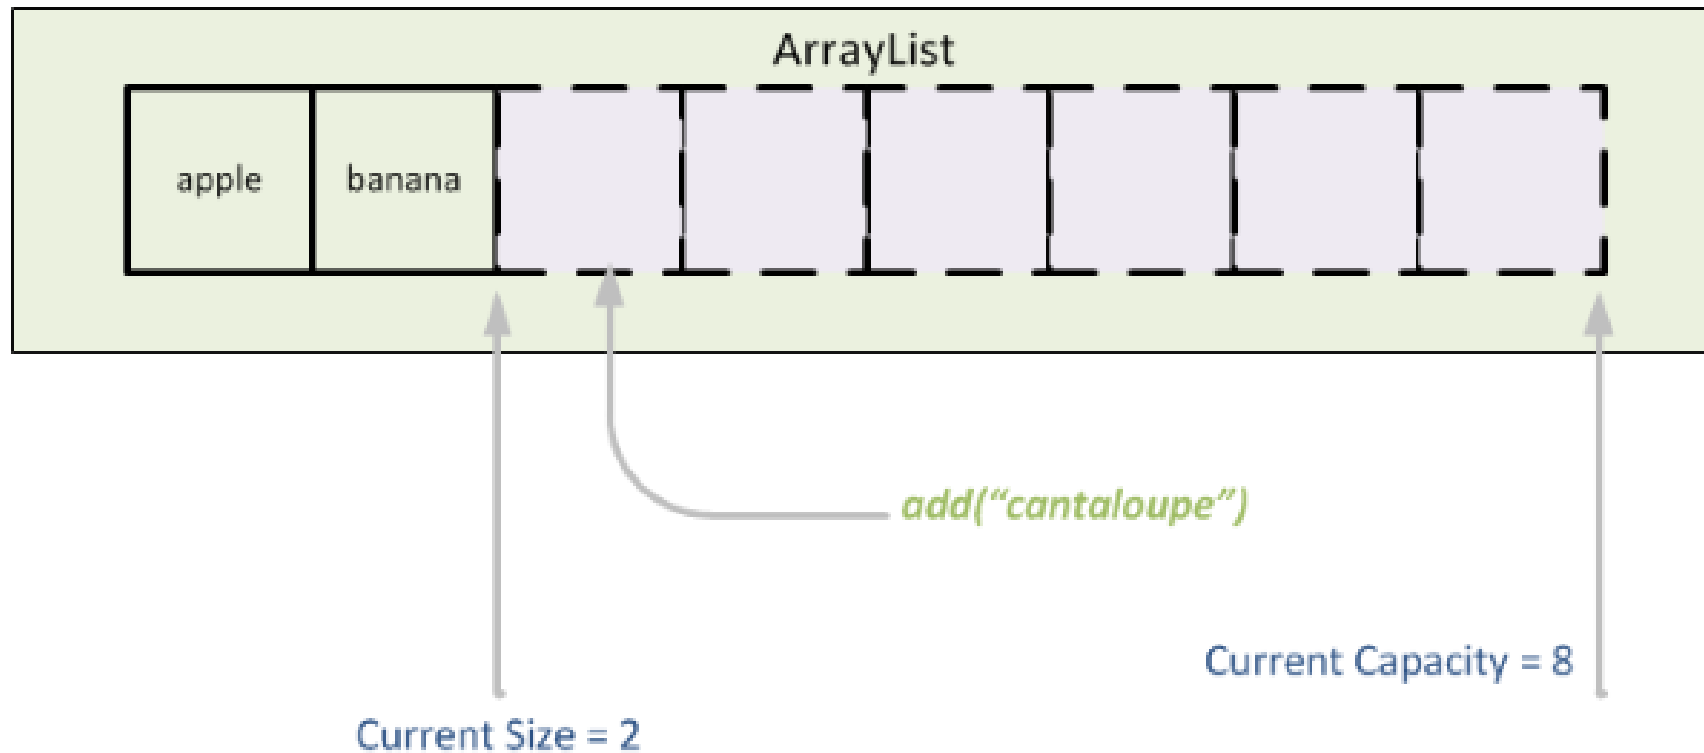 ArrayList
apple
banana
add(“cantaloupe”)
Current Capacity = 8
Current Size = 2